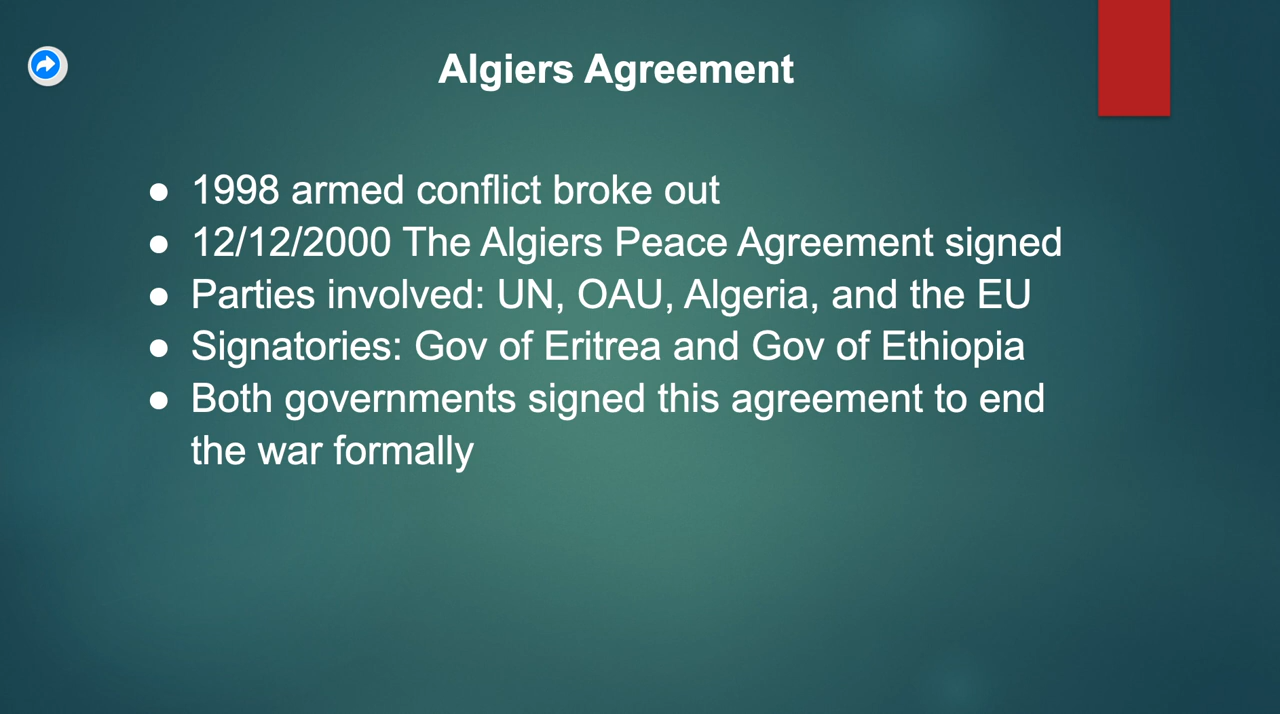 Algiers Agreement
● 1998 armed conflict broke out
● 12/12/2000 The Algiers Peace Agreement signed
● Parties involved: UN, OAU, Algeria, and the EU
● Signatories: Gov of Eritrea and Gov of Ethiopia
● Both governments signed this agreement to end
the war formally